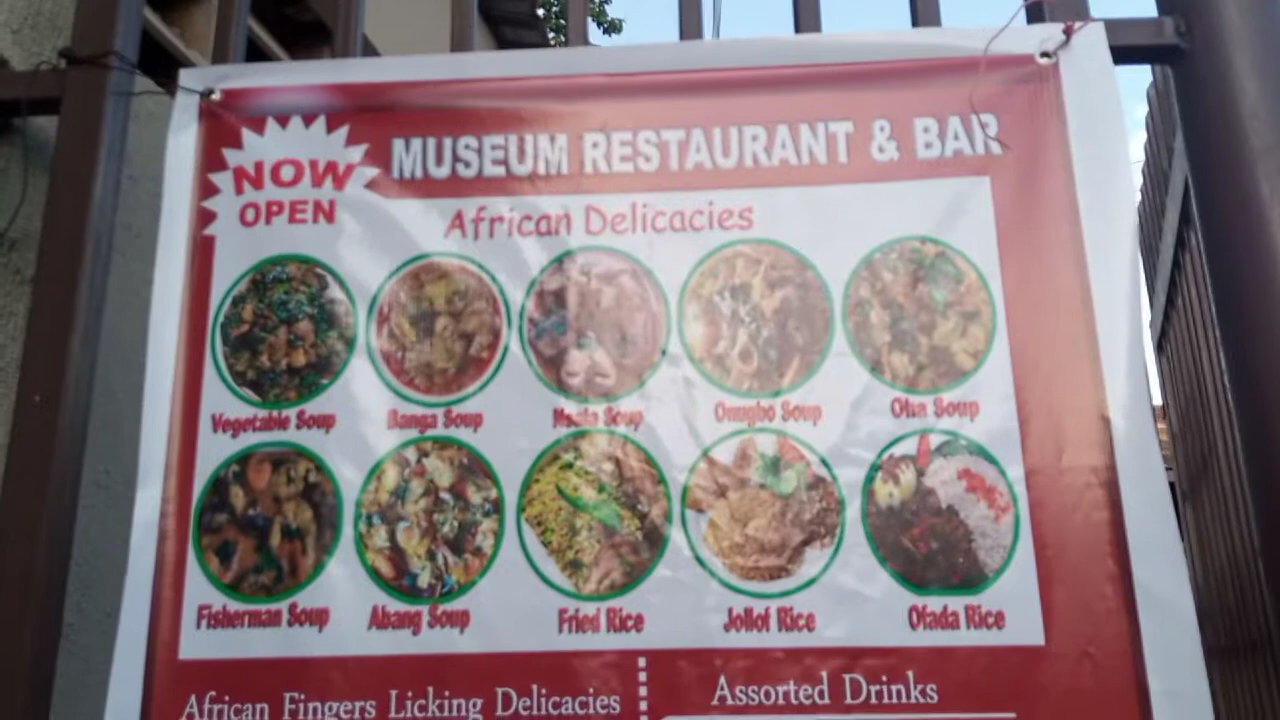 NOW
OPEN
MUSEUM RESTAURANT & BAR
African Delicacies
Vegetable Soup
Banga Soup
Nsala Soup
Onugbo Soup
Oha Soup
Fisherman Soup
Abang Soup
Fried Rice
Jollof Rice
Ofada Rice
African Fingers Licking Delicacies
Assorted Drinks